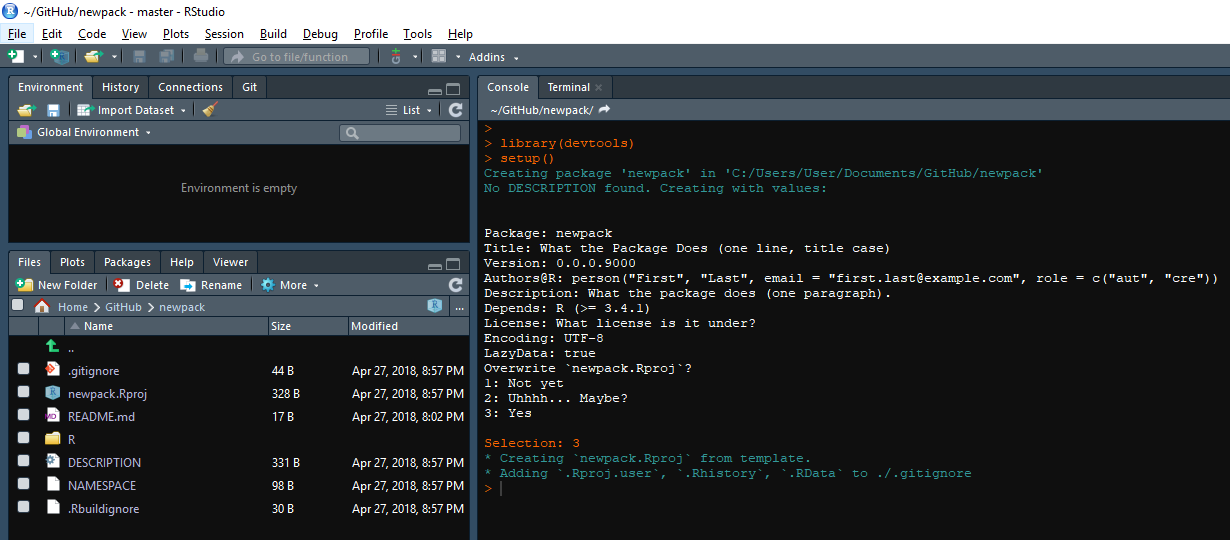 ~/GitHub/newpack - master - RStudio
File Edit Code View Plots Session Build Debug Profile Tools Help
Go to file/function Addins
Environment History Connections Git
Import Dataset List
Global Environment
Environment is empty
Files Plots Packages Help Viewer
New Folder Delete Rename More
Home GitHub newpack ...
Name Size Modified
..
.gitignore 44 B Apr 27, 2018, 8:57 PM
newpack.Rproj 328 B Apr 27, 2018, 8:57 PM
README.md 17 B Apr 27, 2018, 8:02 PM
R
DESCRIPTION 331 B Apr 27, 2018, 8:57 PM
NAMESPACE 98 B Apr 27, 2018, 8:57 PM
.Rbuildignore 30 B Apr 27, 2018, 8:57 PM
Console Terminal
~/GitHub/newpack/
>
> library(devtools)
> setup()
Creating package 'newpack' in 'C:/Users/User/Documents/GitHub/newpack'
No DESCRIPTION found. Creating with values:
Package: newpack
Title: What the Package Does (one line, title case)
Version: 0.0.0.9000
Authors@R: person("First", "Last", email = "first.last@example.com", role = c("aut", "cre"))
Description: What the package does (one paragraph).
Depends: R (>= 3.4.1)
License: What license is it under?
Encoding: UTF-8
LazyData: true
Overwrite `newpack.Rproj`?
1: Not yet
2: Uhhhh... Maybe?
3: Yes
Selection: 3
* Creating `newpack.Rproj` from template.
* Adding `.Rproj.user`, `.Rhistory`, `.RData` to ./.gitignore
>